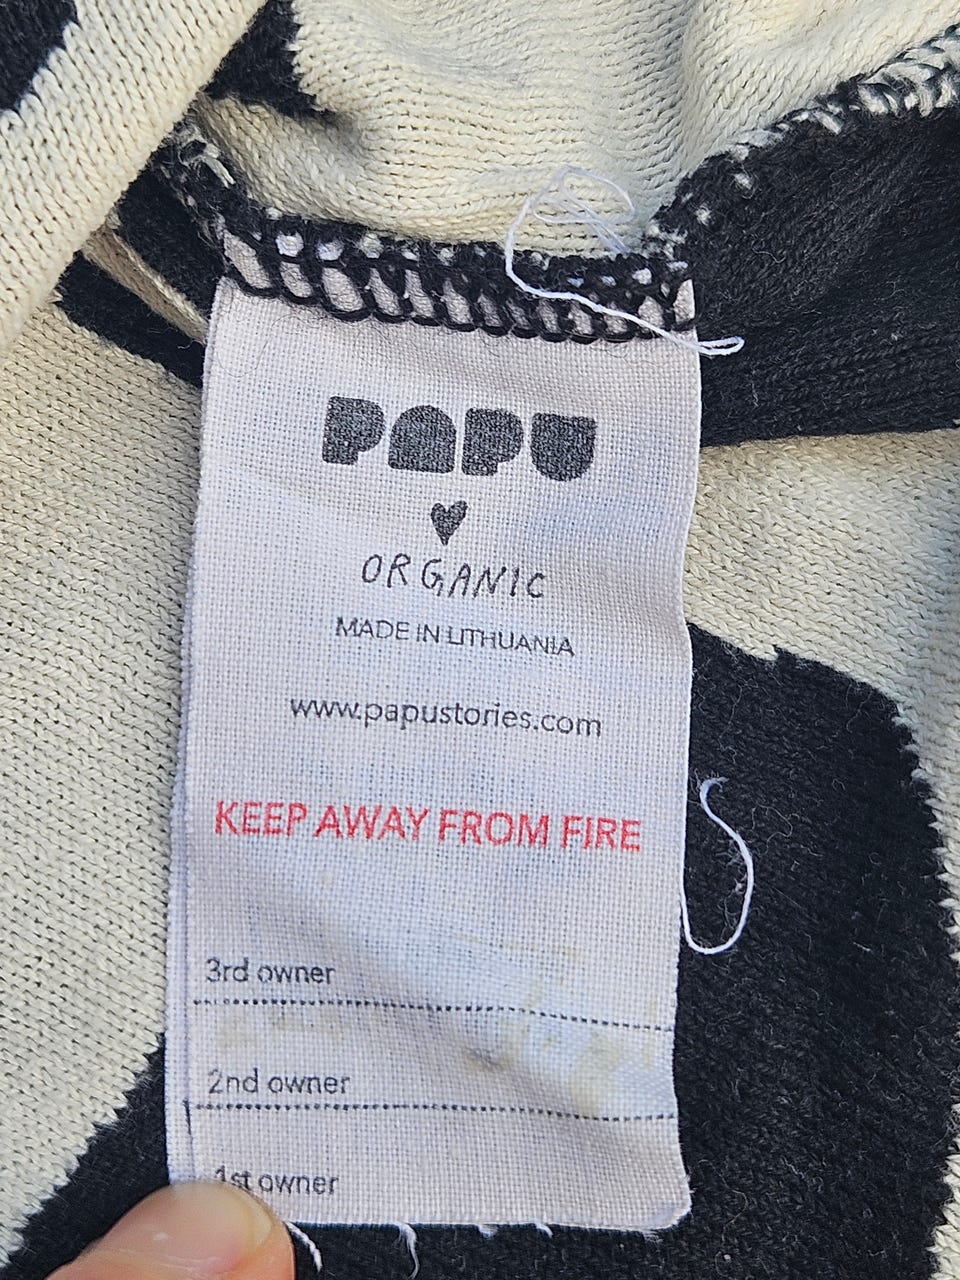 PAPU
ORGANIC
MADE IN LITHUANIA
www.papustories.com
KEEP AWAY FROM FIRE
3rd owner
2nd owner
1st owner